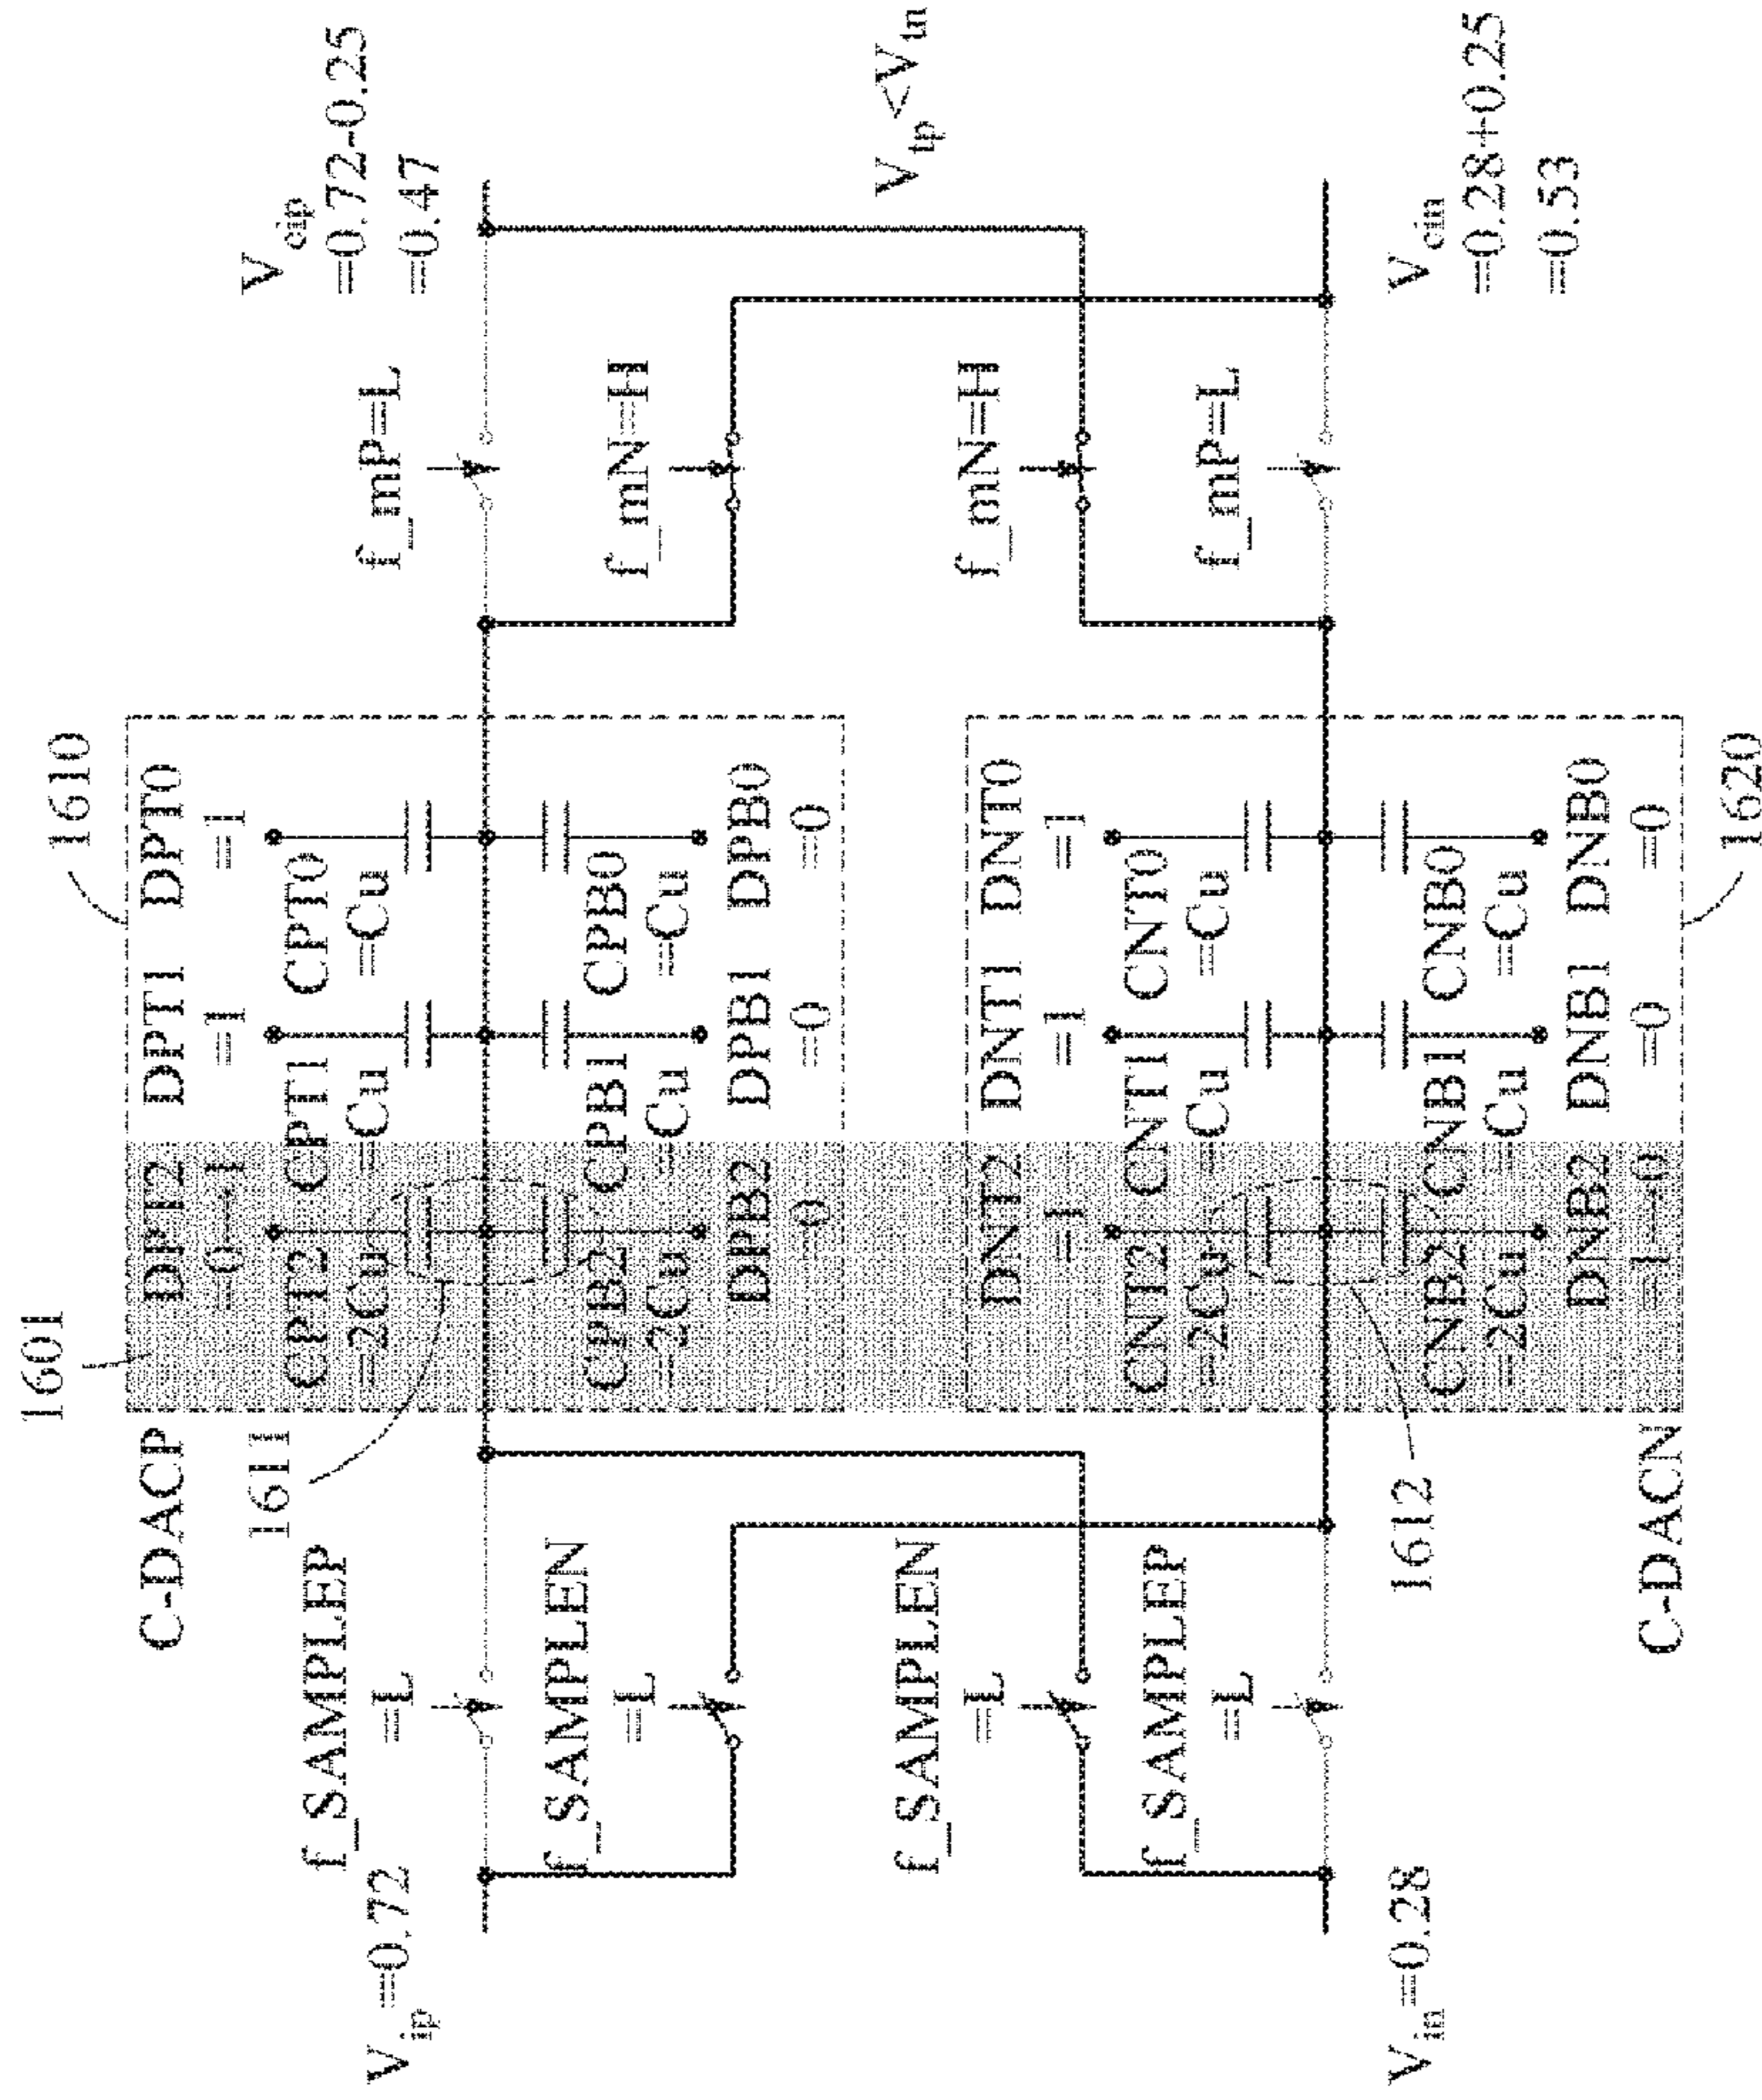 1601
1610
C-DACP
DPT2
=0→1
DPT1
=1
DPT0
=1
V_cip
=0.72-0.25
=0.47
1611
CPT2
=2Cu
CPT1
=Cu
CPT0
=Cu
f_SAMPLEP
=L
f_mP=L
V_ip=0.72
f_SAMPLEN
=L
CPB2
=2Cu
CPB1
=Cu
CPB0
=Cu
f_mN=H
DPB2
=0
DPB1
=0
DPB0
=0
V_tp<V_tn
f_SAMPLEN
=L
DNT2
=1
DNT1
=1
DNT0
=1
f_mN=H
f_SAMPLEP
=L
CNT2
=2Cu
CNT1
=Cu
CNT0
=Cu
f_mP=L
V_in=0.28
1612
CNB2
=2Cu
CNB1
=Cu
CNB0
=Cu
V_cin
=0.28+0.25
=0.53
C-DACN
DNB2
=1→0
DNB1
=0
DNB0
=0
1620